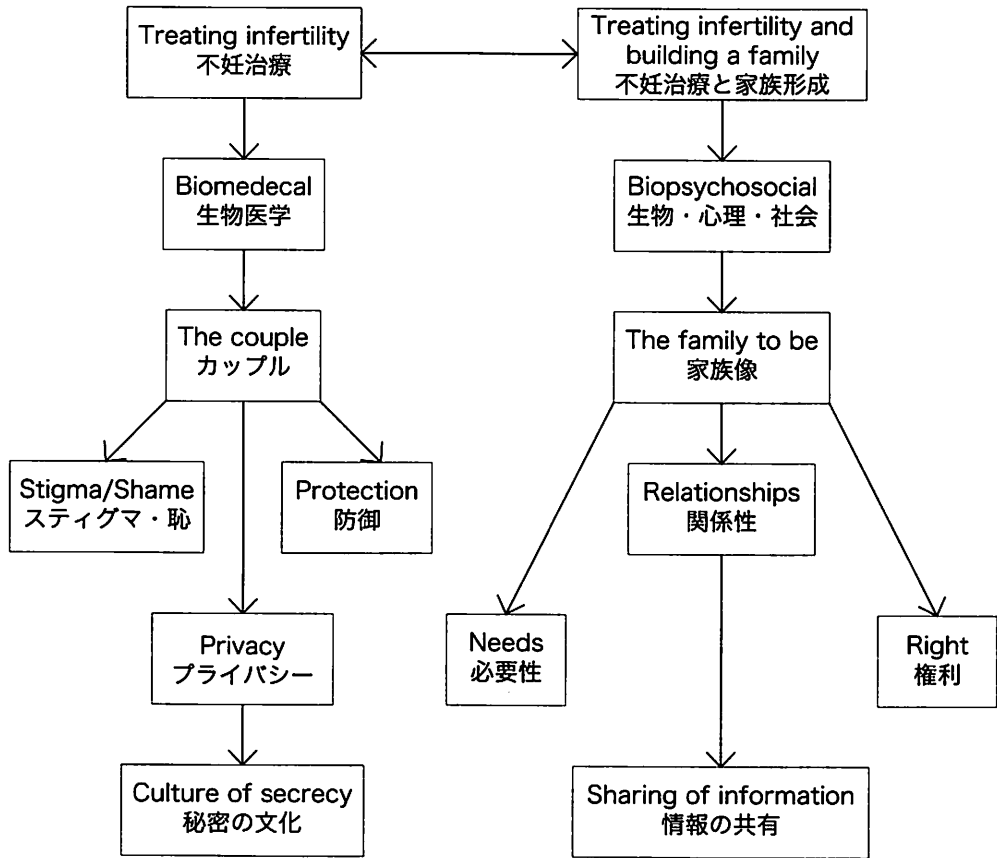 Treating infertility
不妊治療
Treating infertility and
building a family
不妊治療と家族形成
Biomedecal
生物医学
Biopsychosocial
生物・心理・社会
The couple
カップル
The family to be
家族像
Stigma/Shame
スティグマ・恥
Protection
防御
Relationships
関係性
Privacy
プライバシー
Needs
必要性
Right
権利
Culture of secrecy
秘密の文化
Sharing of information
情報の共有